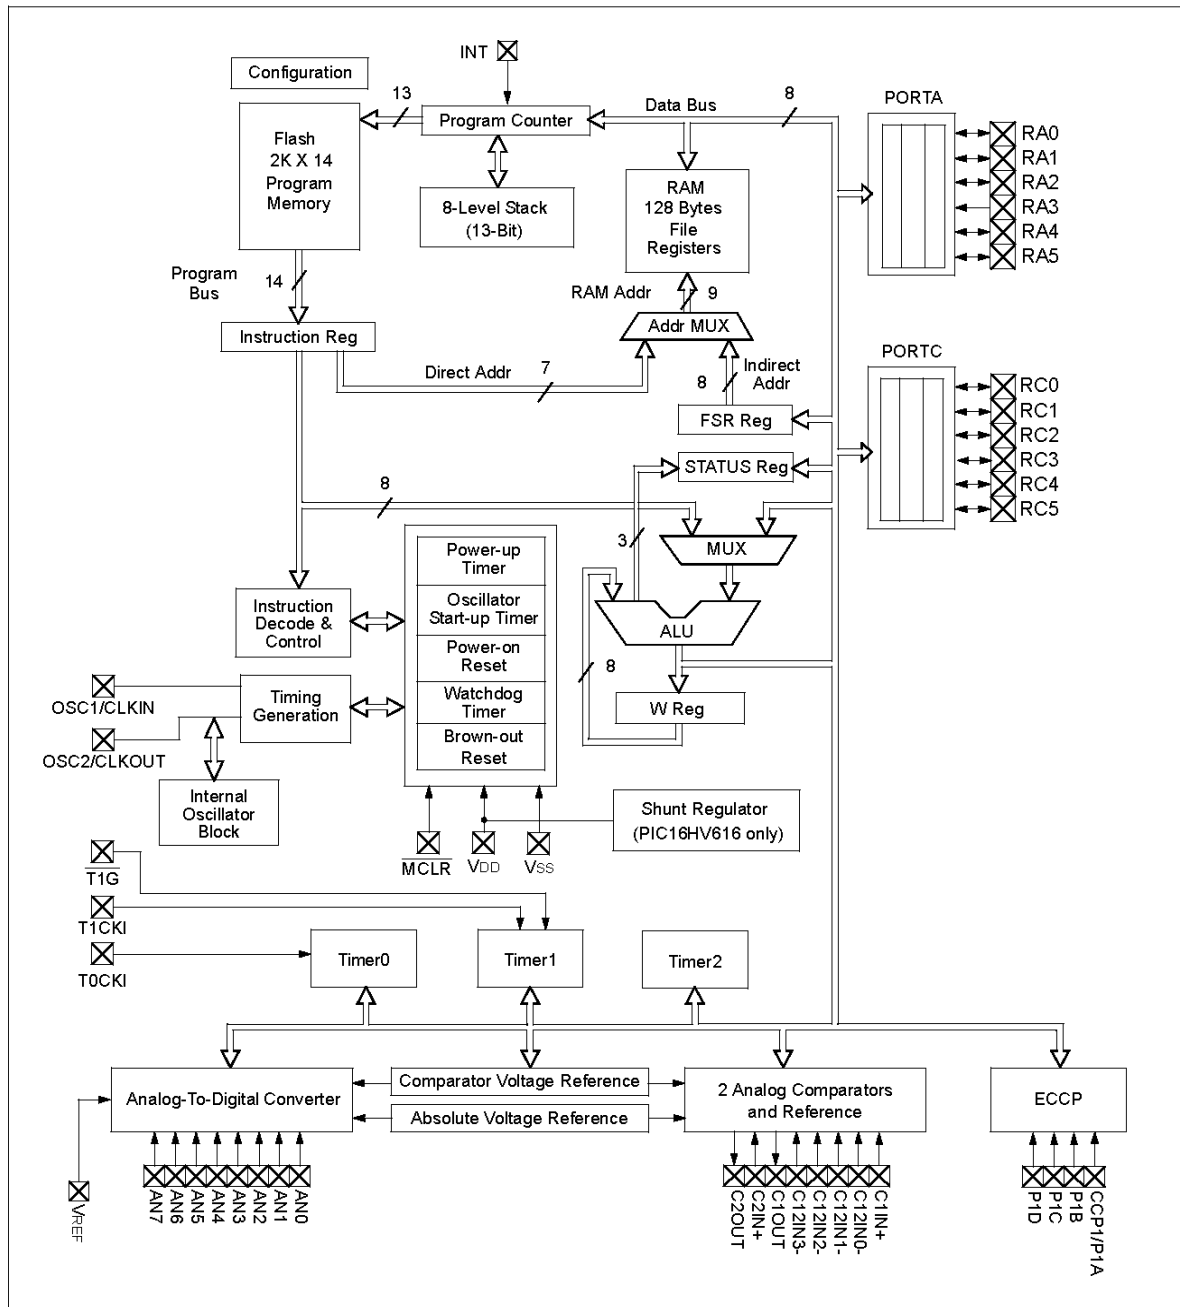 INT
Configuration
13
Program Counter
Data Bus
8
PORTA
Flash
2K X 14
Program
Memory
8-Level Stack
(13-Bit)
RAM
128 Bytes
File
Registers
RA0
RA1
RA2
RA3
RA4
RA5
Program
Bus
14
RAM Addr
9
Addr MUX
Instruction Reg
Direct Addr
7
Indirect
Addr
8
FSR Reg
PORTC
RC0
RC1
RC2
RC3
RC4
RC5
STATUS Reg
8
3
MUX
Power-up
Timer
Oscillator
Start-up Timer
Power-on
Reset
Watchdog
Timer
Brown-out
Reset
Instruction
Decode &
Control
ALU
8
W Reg
OSC1/CLKIN
Timing
Generation
OSC2/CLKOUT
Internal
Oscillator
Block
Shunt Regulator
(PIC16HV616 only)
MCLR
VDD
VSS
T1G
T1CKI
T0CKI
Timer0
Timer1
Timer2
Analog-To-Digital Converter
Comparator Voltage Reference
Absolute Voltage Reference
2 Analog Comparators
and Reference
ECCP
VREF
AN7
AN6
AN5
AN4
AN3
AN2
AN1
AN0
C2OUT
C2IN+
C1OUT
C12IN3-
C12IN2-
C12IN1-
C12IN0-
C1IN+
P1D
P1C
P1B
CCP1/P1A